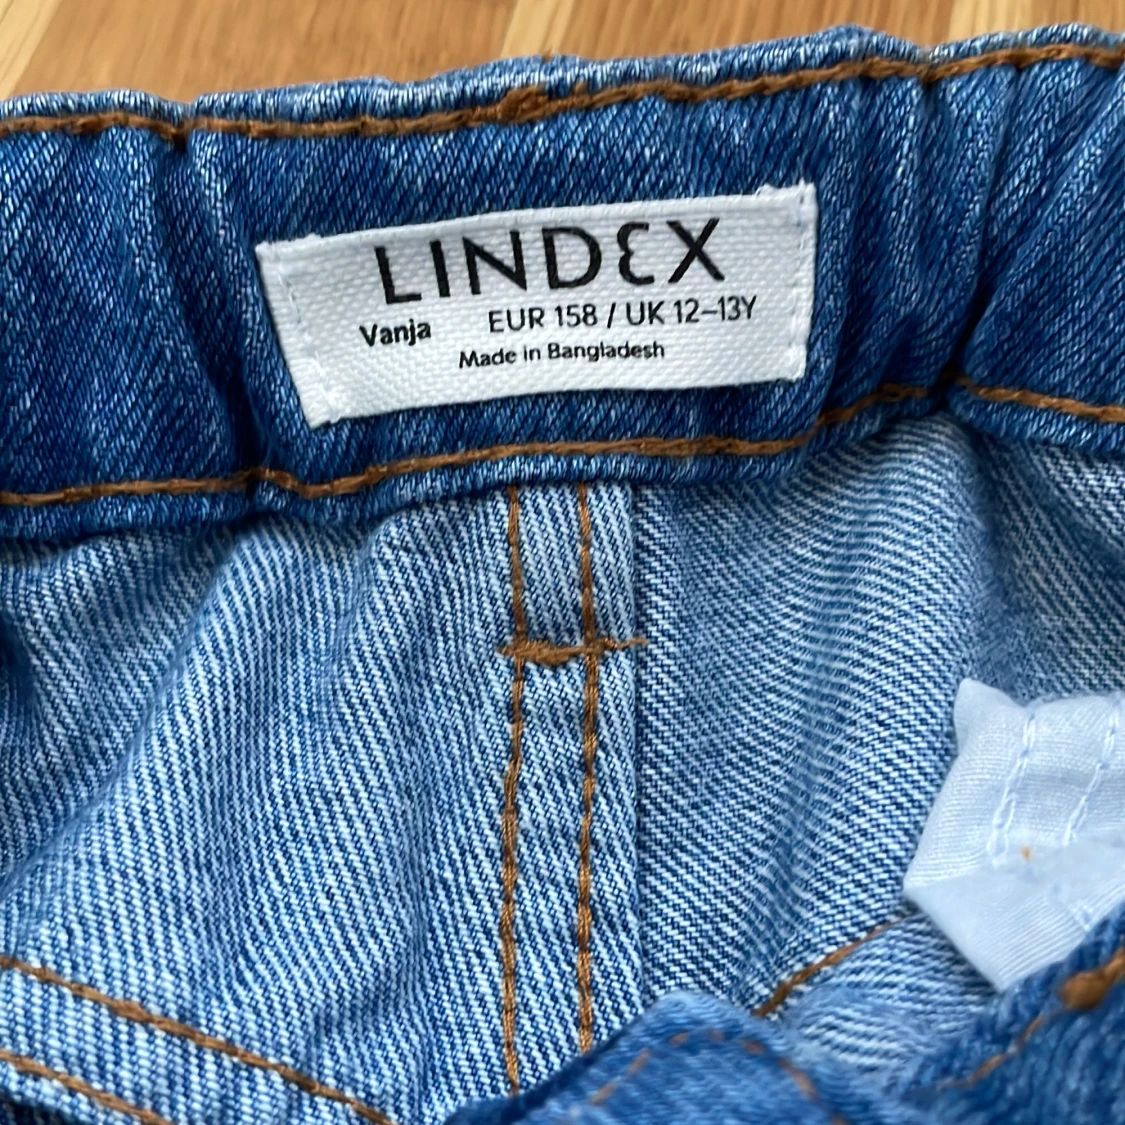 LINDEX
Vanja EUR 158 / UK 12–13Y
Made in Bangladesh